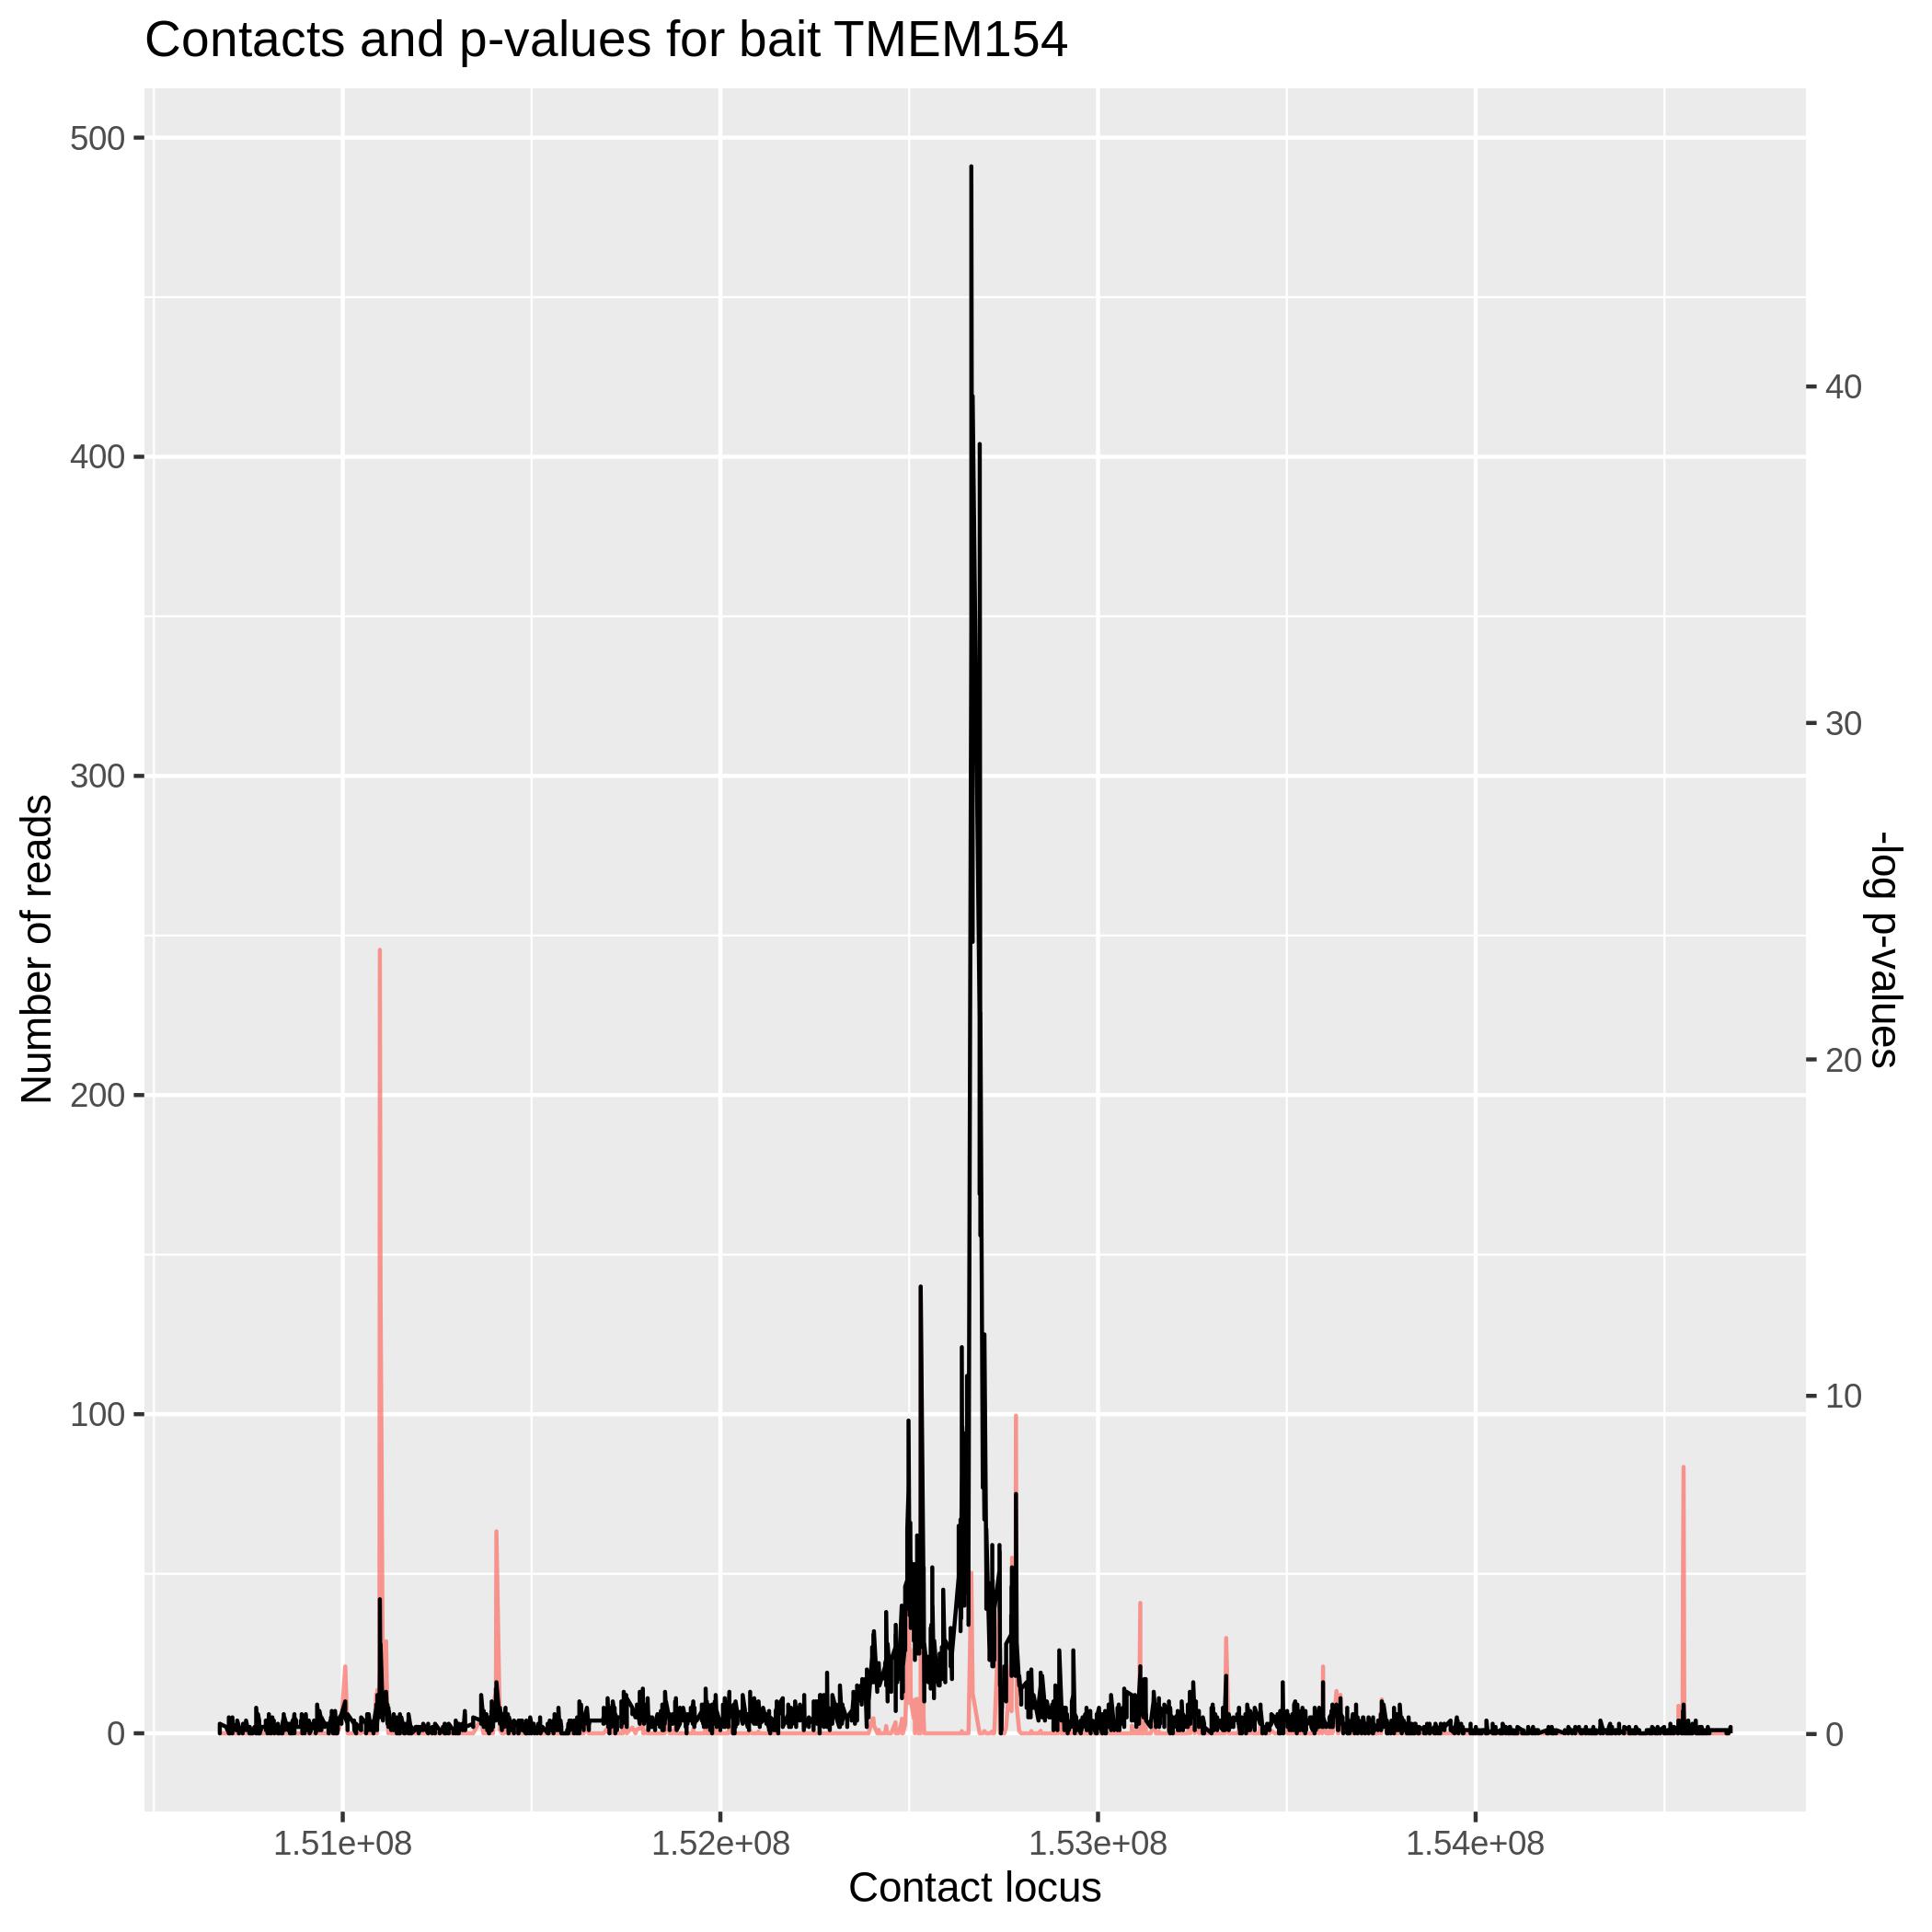 Contacts and p-values for bait TMEM154
Number of reads
500
400
300
200
100
0
40
30
20
10
0
-log p-values
1.51e+08
1.52e+08
1.53e+08
1.54e+08
Contact locus